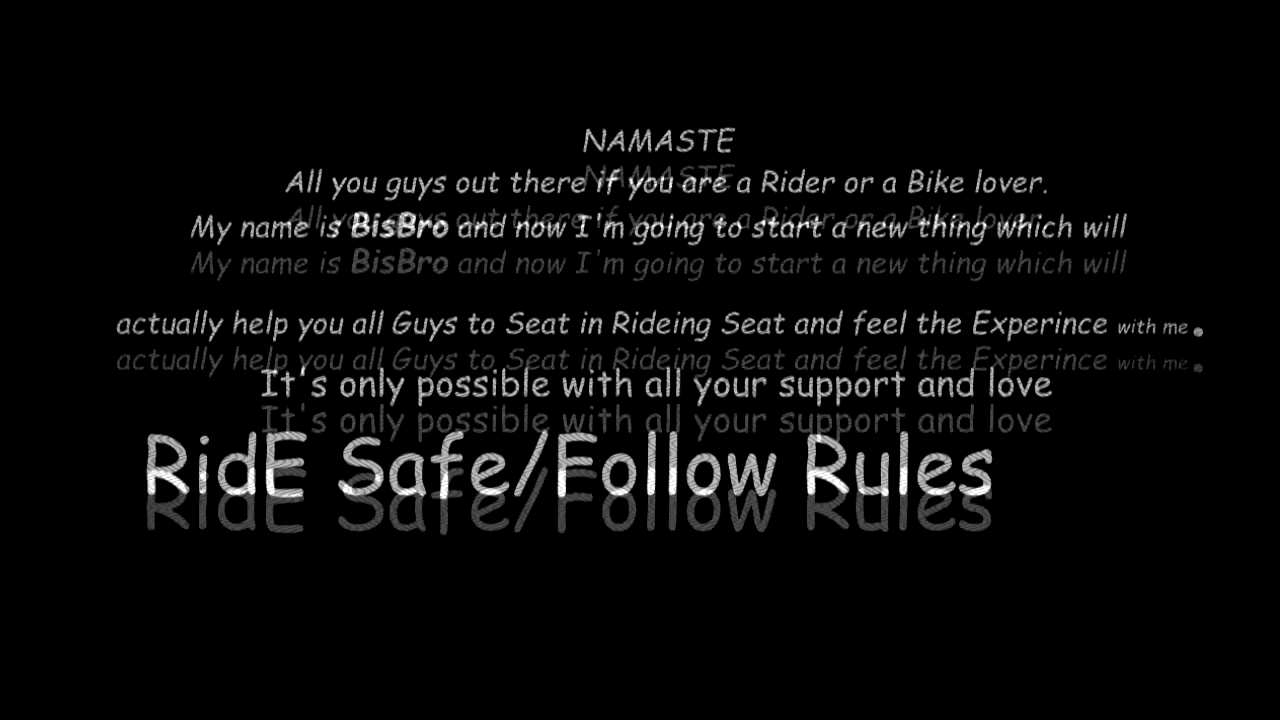 NAMASTE
All you guys out there if you are a Rider or a Bike lover.
My name is BisBro and now I'm going to start a new thing which will
actually help you all Guys to Seat in Rideing Seat and feel the Experince with me.
It's only possible with all your support and love
RidE Safe/Follow Rules